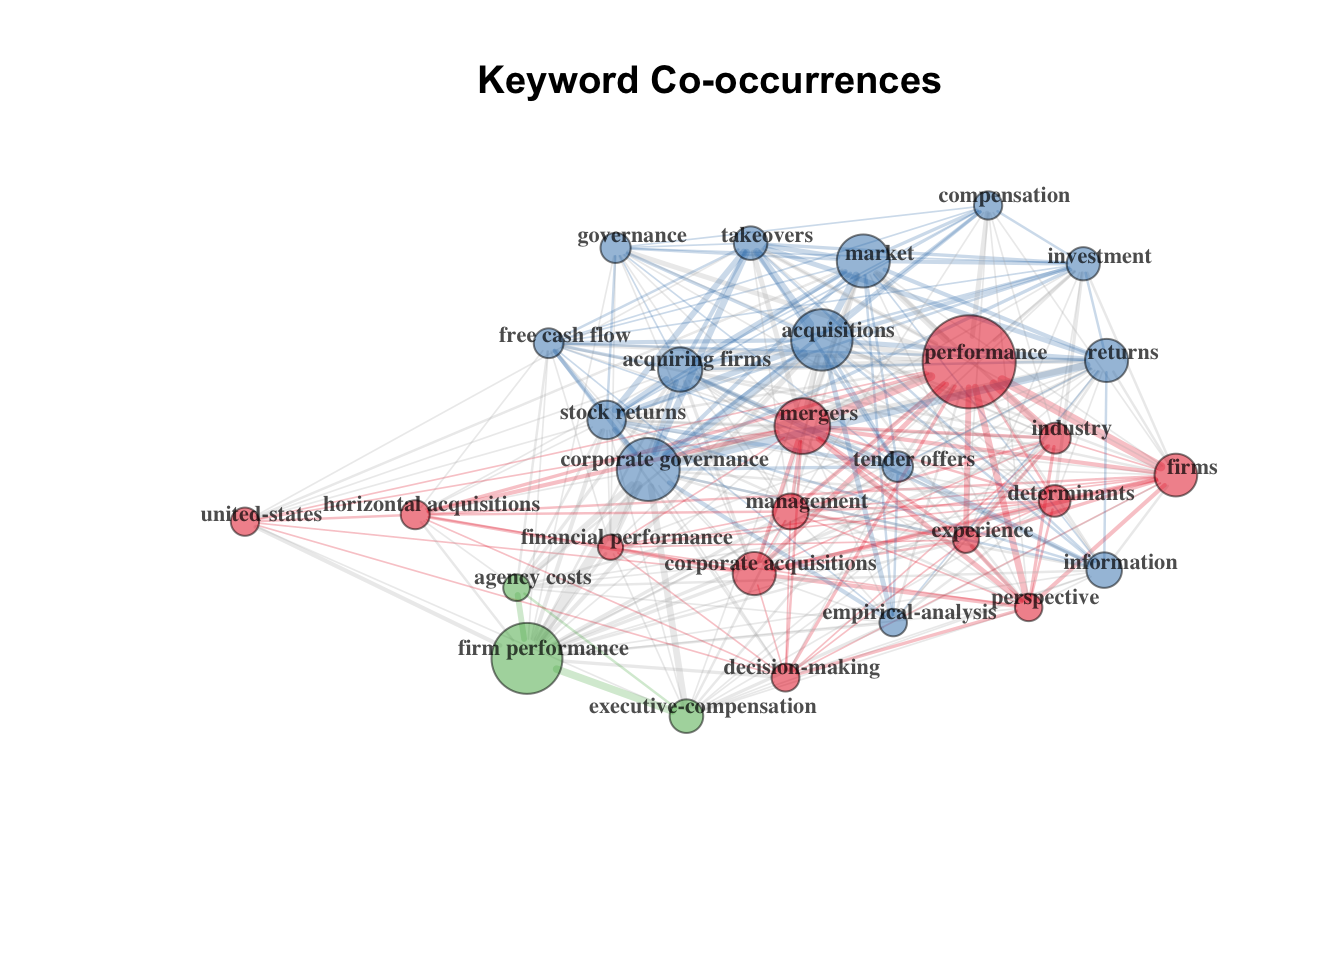 Keyword Co-occurrences
compensation
governance
takeovers
market
investment
free cash flow
acquisitions
acquiring firms
performance
returns
stock returns
mergers
industry
corporate governance
tender offers
firms
united-states
horizontal acquisitions
management
determinants
financial performance
experience
agency costs
corporate acquisitions
information
empirical-analysis
perspective
firm performance
decision-making
executive-compensation